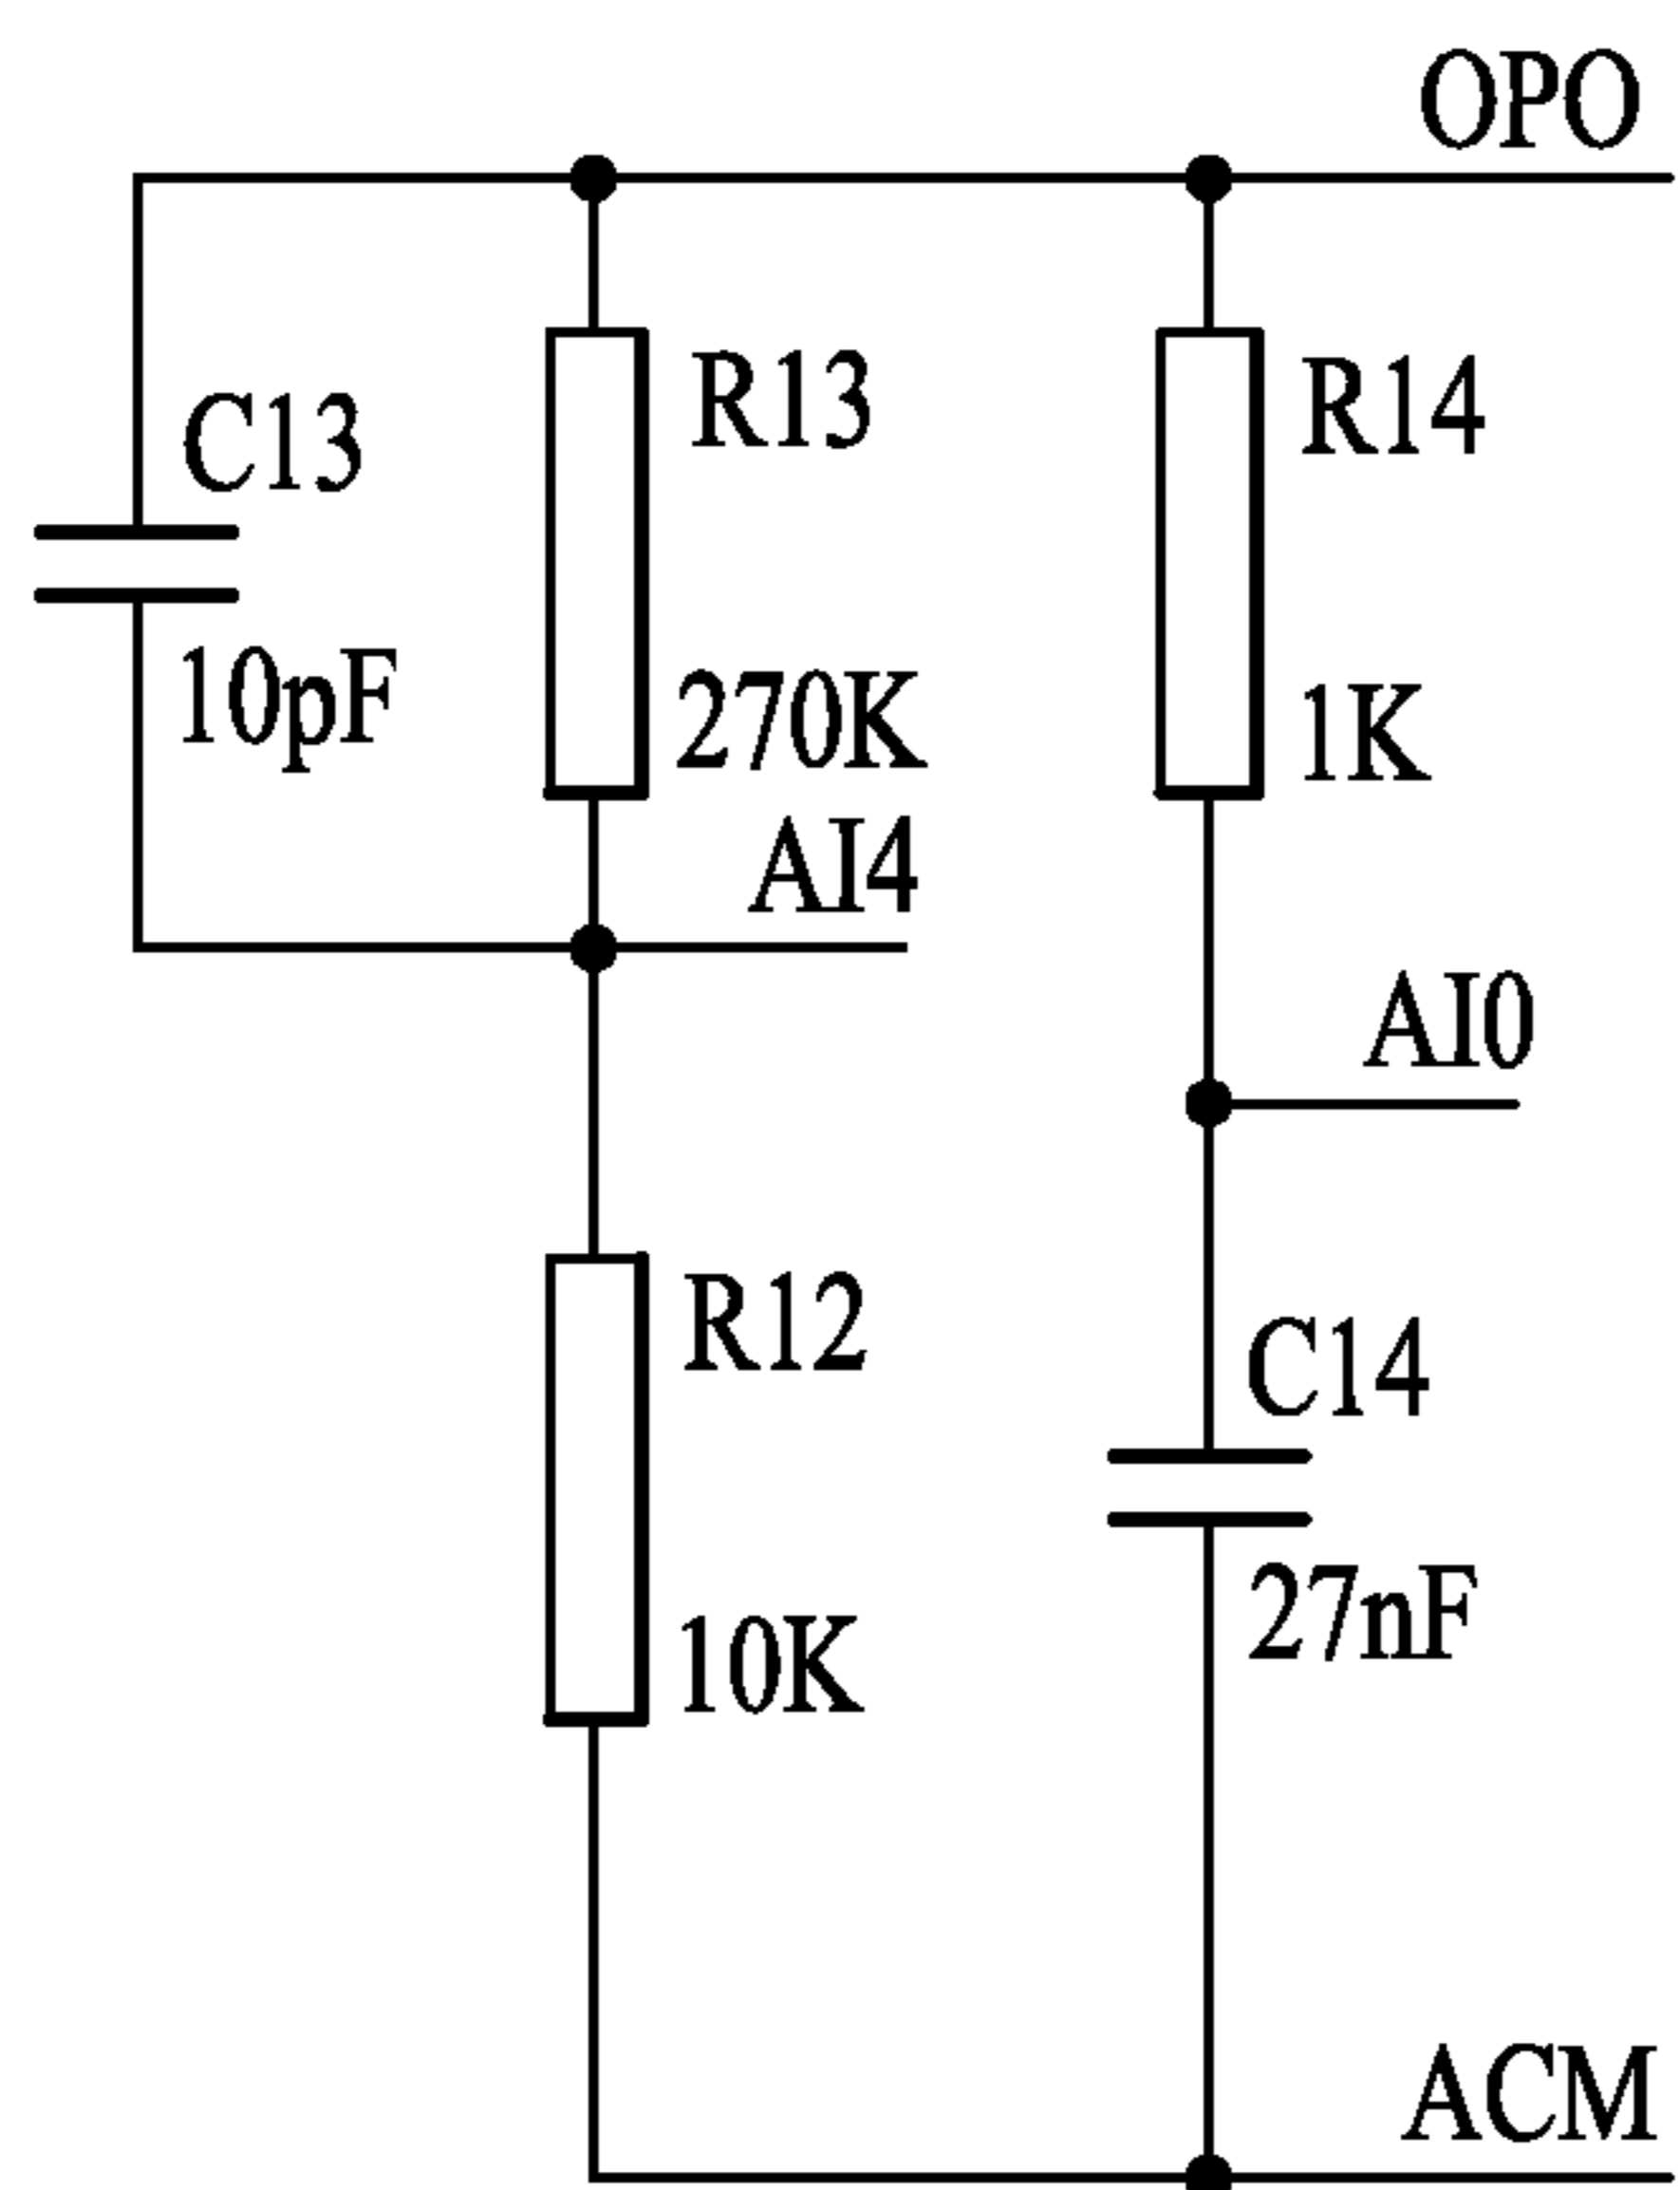 OPO
C13
10pF
R13
270K
R14
1K
AI4
AI0
R12
10K
C14
27nF
ACM